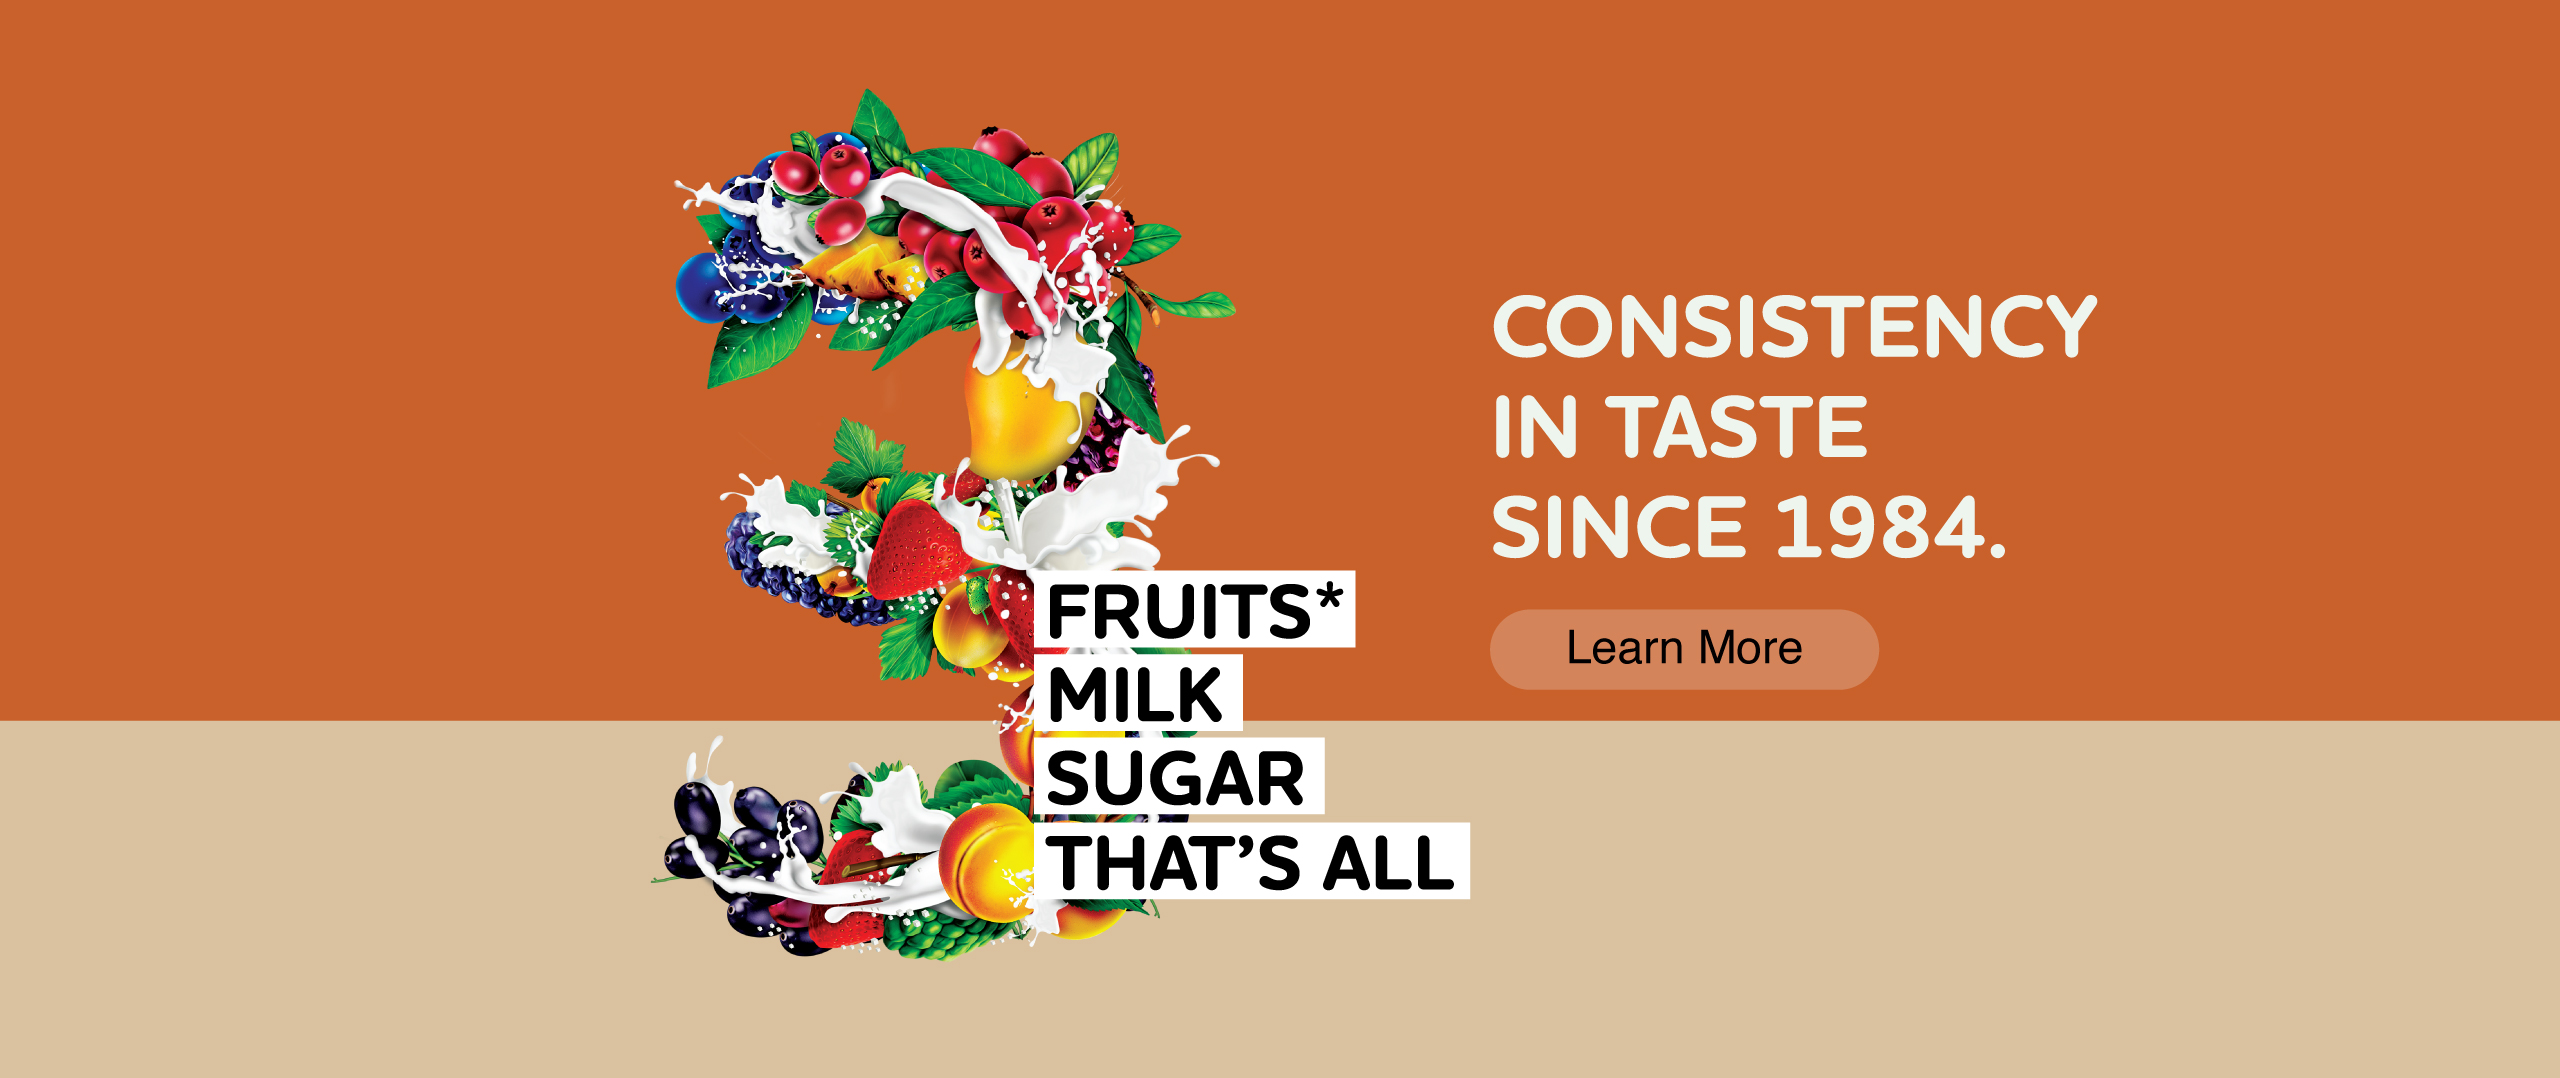 FRUITS*
MILK
SUGAR
THAT'S ALL
CONSISTENCY
IN TASTE
SINCE 1984.
Learn More